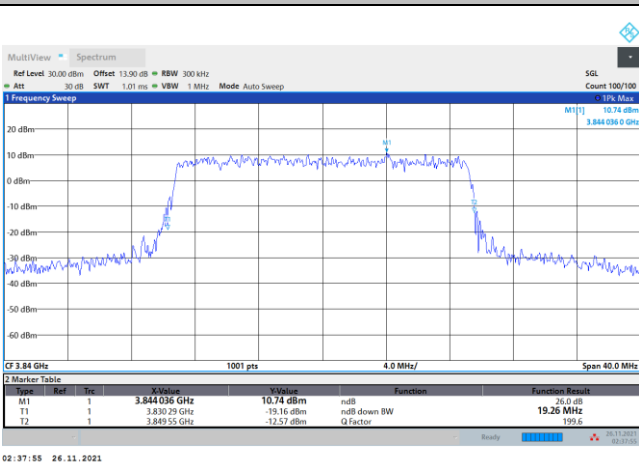 MultiView Spectrum
Ref Level 30.00 dBm Offset 13.90 dB RBW 300 kHz SGL
Att 30 dB SWT 1.01 ms VBW 1 MHz Mode Auto Sweep Count 100/100
1 Frequency Sweep 1Pk Max
M1[1] 10.74 dBm
3.844 036 0 GHz
M1
20 dBm
10 dBm
0 dBm
-10 dBm
T2
-20 dBm
-30 dBm
-40 dBm
-50 dBm
-60 dBm
CF 3.84 GHz 1001 pts 4.0 MHz/ Span 40.0 MHz
2 Marker Table
Type Ref Trc X-Value Y-Value Function Function Result
M1 1 3.844 036 GHz 10.74 dBm ndB 26.0 dB
T1 1 3.830 29 GHz -19.16 dBm ndB down BW 19.26 MHz
T2 1 3.849 55 GHz -12.57 dBm Q Factor 199.6
Ready 26.11.2021
02:37:55
02:37:55 26.11.2021